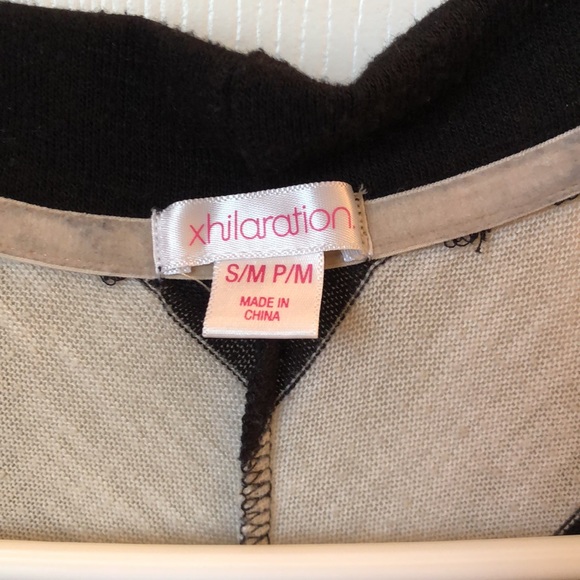 xhilaration.
S/M P/M
MADE IN
CHINA